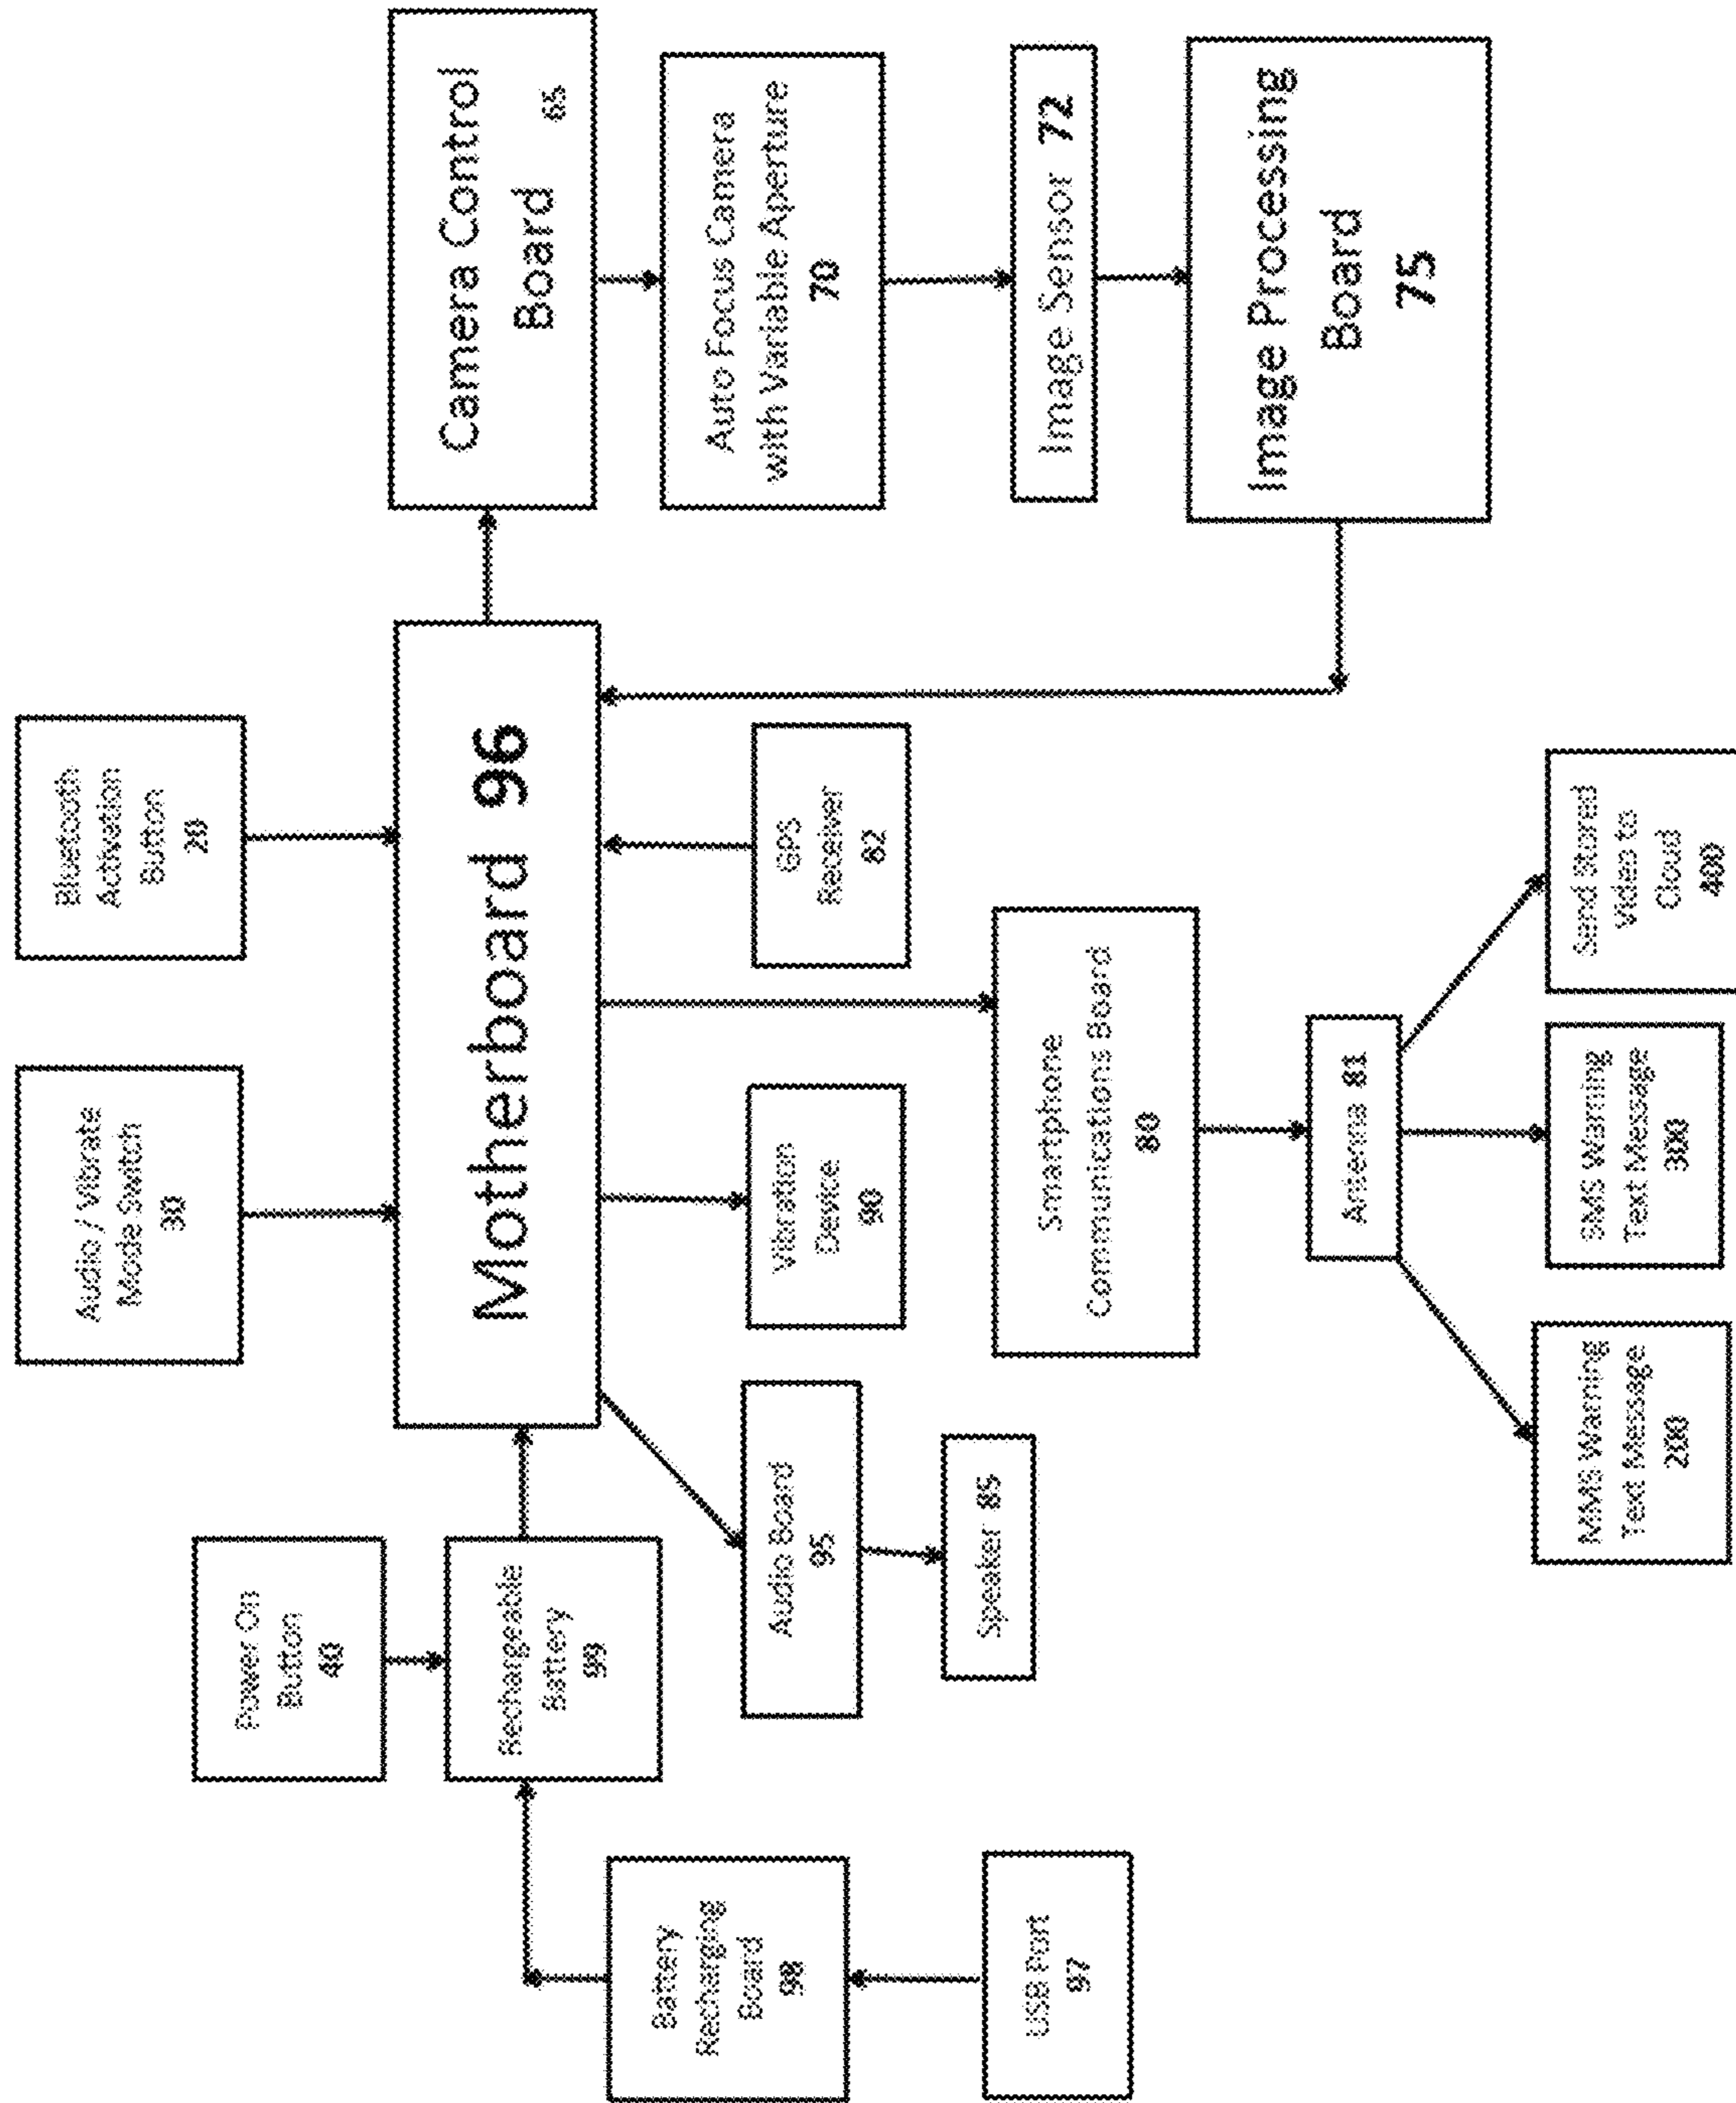 Power On
Button
40
Audio / Vibrate
Mode Switch
30
Bluetooth
Activation
Button
20
Rechargeable
Battery
99
Motherboard 96
Camera Control
Board 65
Battery
Recharging
Board
98
USB Port
97
Audio Board
95
Speaker 85
Vibration
Device
90
GPS
Receiver
82
Auto Focus Camera
with Variable Aperture
70
Smartphone
Communications Board
80
Image Sensor 72
Antenna 81
Image Processing
Board
75
MMS Warning
Text Message
200
SMS Warning
Text Message
300
Send Stored
Video to
Cloud
400